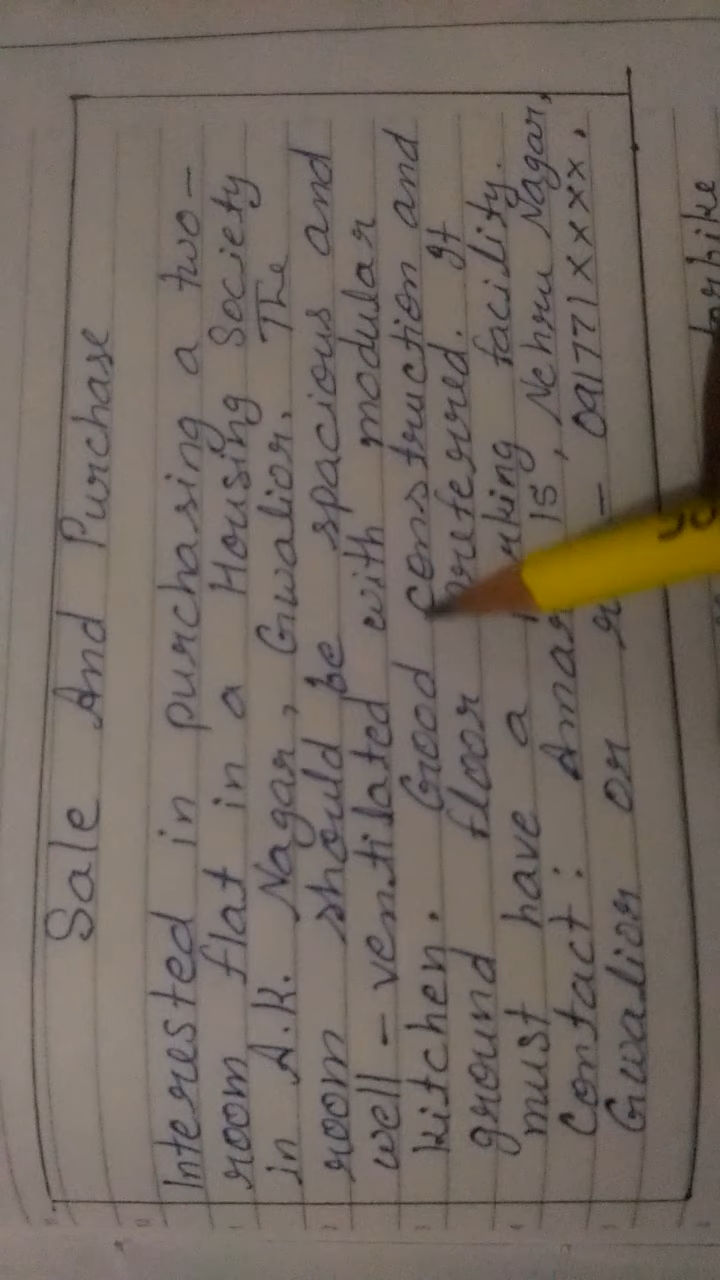 Sale And Purchase
Interested in purchasing a two-
room flat in a Housing Society
in A.K. Nagar, Gwalior. The
room should be spacious and
well-ventilated with modular
kitchen. Good construction and
ground floor preferred. It
must have a parking facility.
Contact: Amar 15, Nehru Nagar,
Gwalior or - 091771xxxxx.